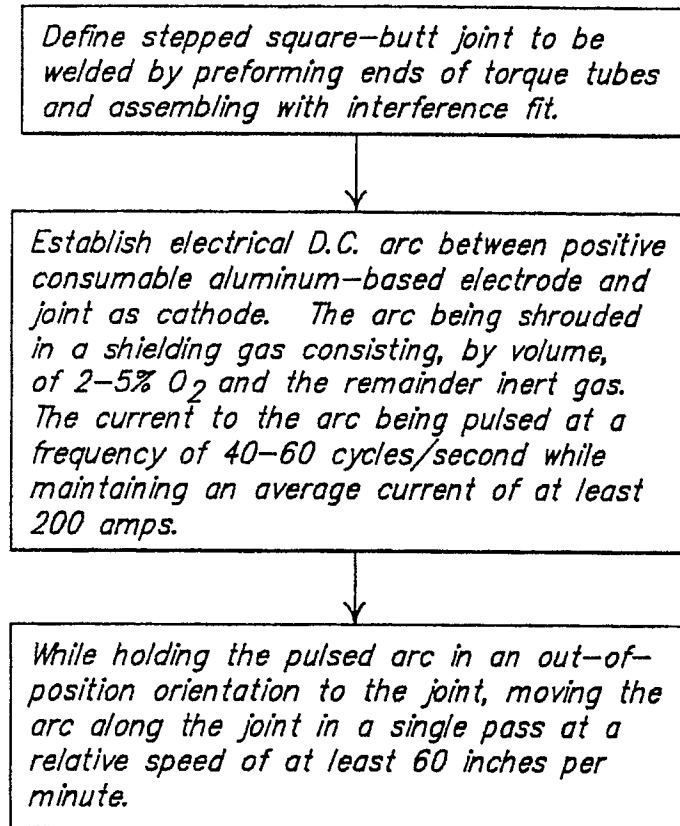 Define stepped square—butt joint to be
welded by preforming ends of torque tubes
and assembling with interference fit.
Establish electrical D.C. arc between positive
consumable aluminum—based electrode and
joint as cathode. The arc being shrouded
in a shielding gas consisting, by volume,
of 2—5% O2 and the remainder inert gas.
The current to the arc being pulsed at a
frequency of 40—60 cycles/second while
maintaining an average current of at least
200 amps.
While holding the pulsed arc in an out—of—
position orientation to the joint, moving the
arc along the joint in a single pass at a
relative speed of at least 60 inches per
minute.